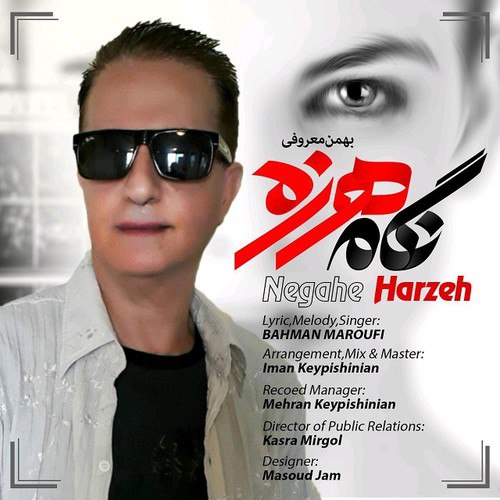 بهمن معروفی
نگاه هرزه
Negahe Harzeh
Lyric,Melody,Singer:
BAHMAN MAROUFI
Arrangement,Mix & Master:
Iman Keypishinian
Recoed Manager:
Mehran Keypishinian
Director of Public Relations:
Kasra Mirgol
Designer:
Masoud Jam